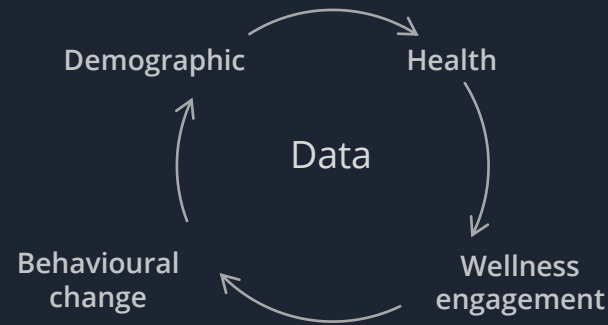 Demographic
Health
Data
Behavioural
change
Wellness
engagement